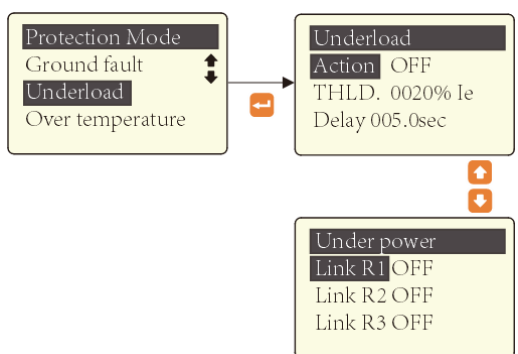 Protection Mode
Ground fault
Underload
Over temperature
Underload
Action OFF
THLD. 0020% Ie
Delay 005.0sec
Under power
Link R1 OFF
Link R2 OFF
Link R3 OFF